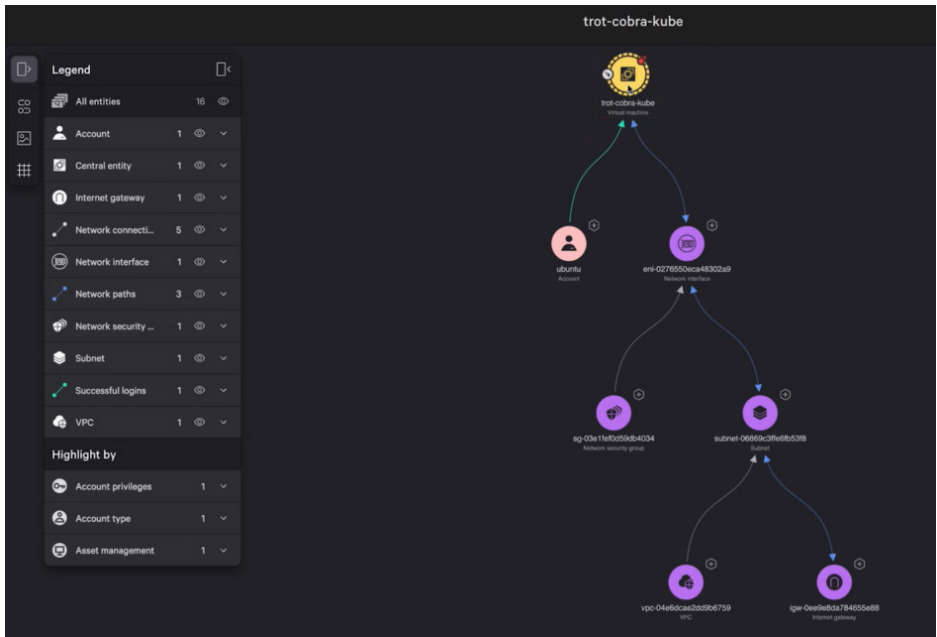 trot-cobra-kube
Legend
All entities 16
Account 1
Central entity 1
Internet gateway 1
Network connecti... 5
Network interface 1
Network paths 3
Network security ... 1
Subnet 1
Successful logins 1
VPC 1
Highlight by
Account privileges 1
Account type 1
Asset management 1
trot-cobra-kube
Virtual machine
ubuntu
Account
eni-0276550eca48302a9
Network interface
sg-03e1fef0d59db4034
Network security group
subnet-06869c3ffe6fb53f8
Subnet
vpc-04e6dcae2dd9b6759
VPC
igw-0ee9e8da784655e86
Internet gateway